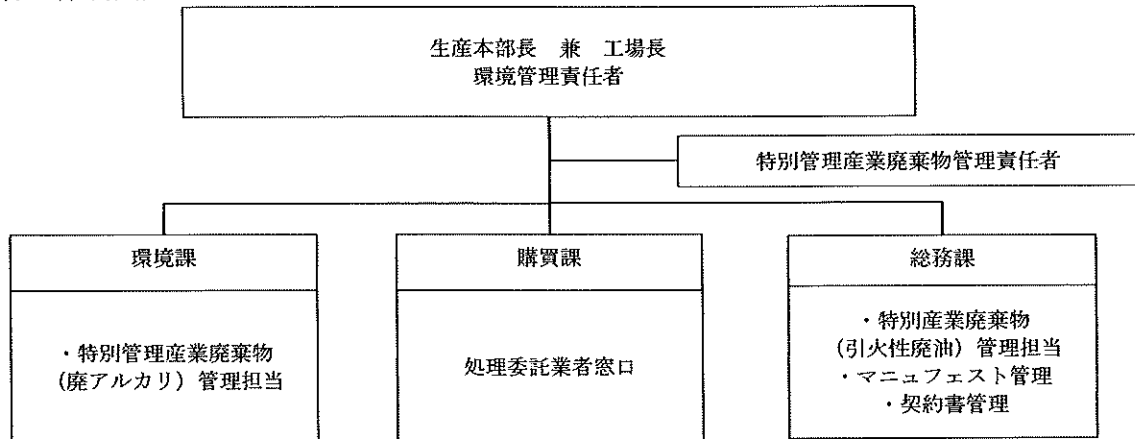 生産本部長 兼 工場長
環境管理責任者
特別管理産業廃棄物管理責任者
環境課
・特別管理産業廃棄物
(廃アルカリ) 管理担当
購買課
処理委託業者窓口
総務課
・特別産業廃棄物
(引火性廃油) 管理担当
・マニュフェスト管理
・契約書管理